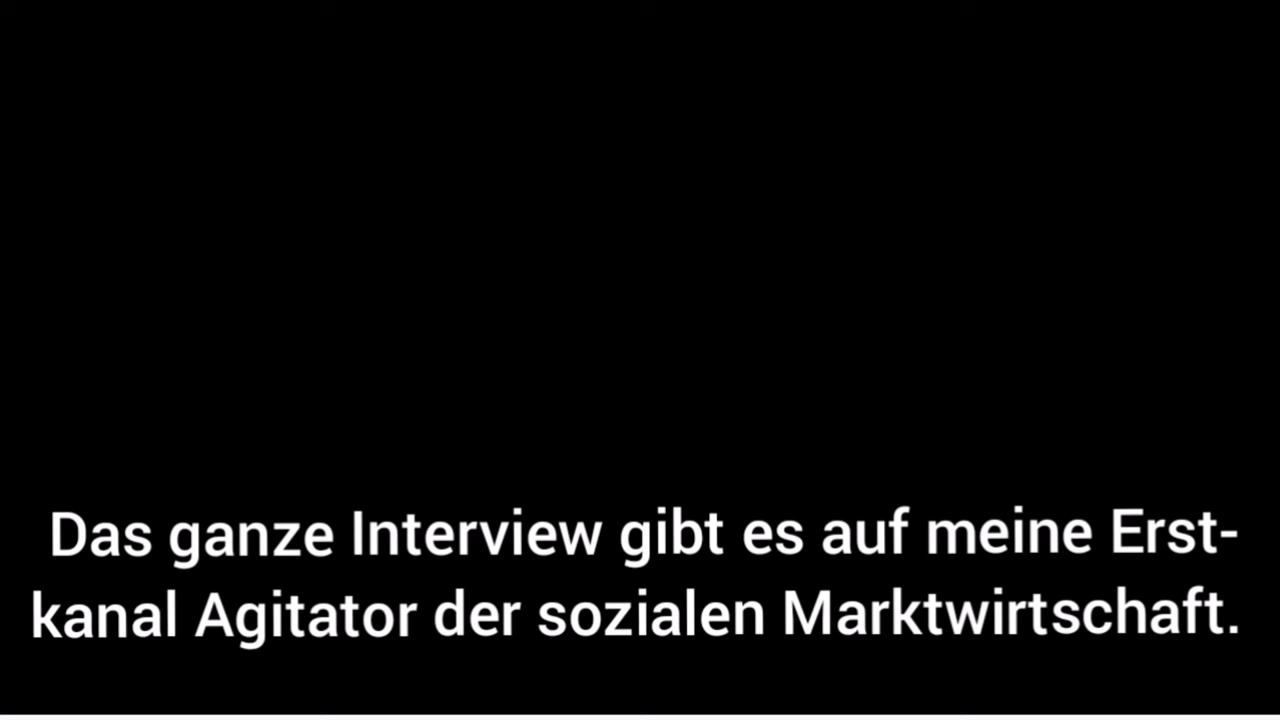 Das ganze Interview gibt es auf meine Erst-
kanal Agitator der sozialen Marktwirtschaft.